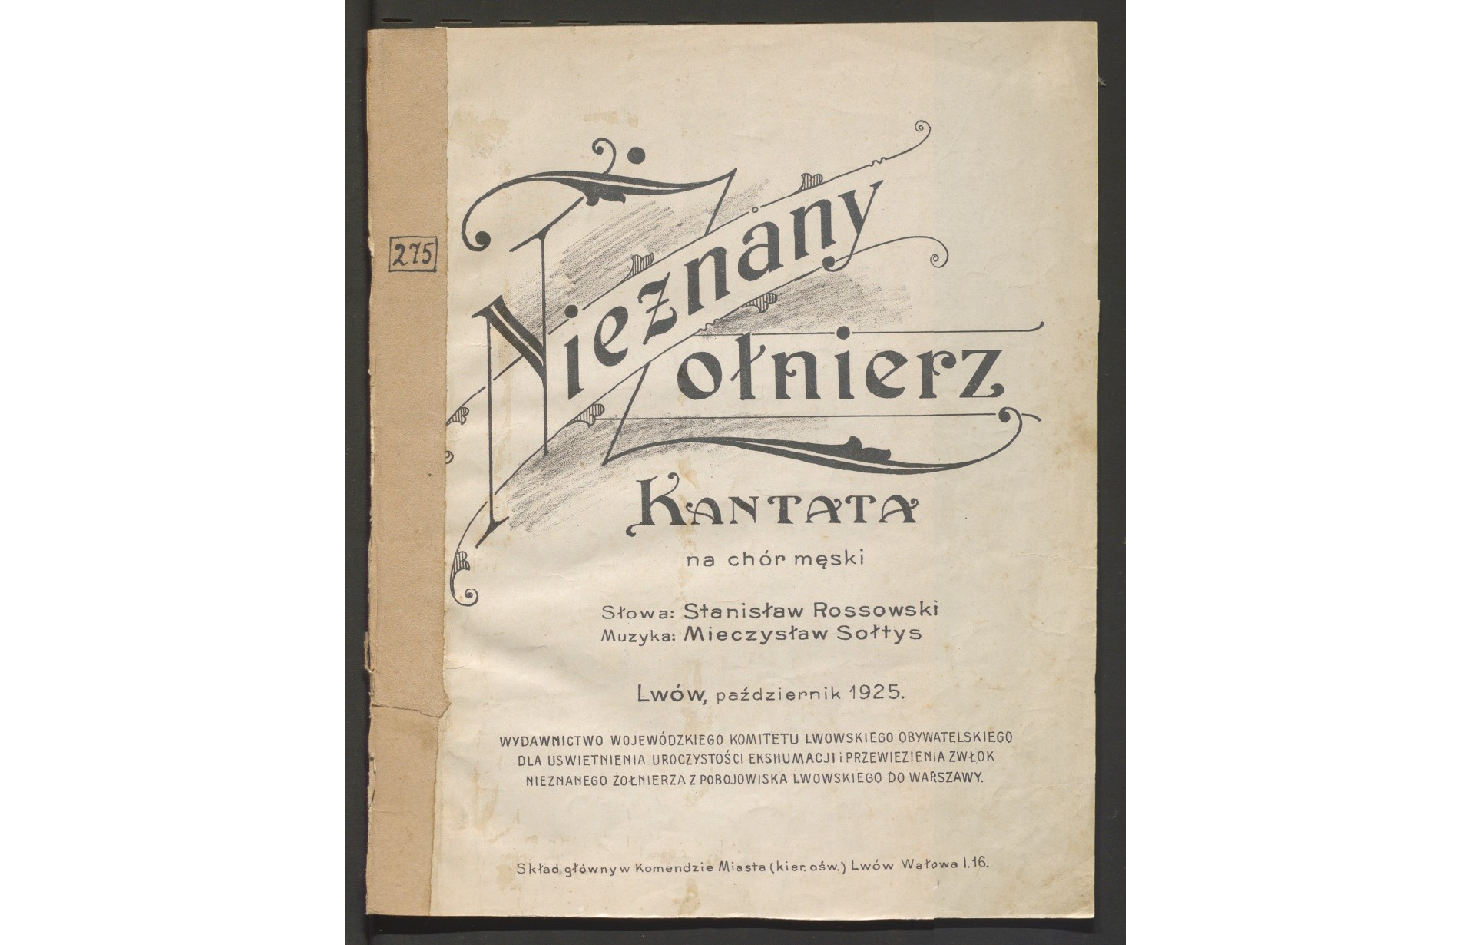 275
Nieznany
Żołnierz
KANTATA
na chór męski
Słowa: Stanisław Rossowski
Muzyka: Mieczysław Sołtys
Lwów, październik 1925.
WYDAWNICTWO WOJEWÓDZKIEGO KOMITETU LWOWSKIEGO OBYWATELSKIEGO
DLA USWIETNIENIA UROCZYSTOŚCI EKSHUMACJI i PRZEWIEZIENIA ZWŁOK
NIEZNANEGO ŻOŁNIERZA Z POBOJOWISKA LWOWSKIEGO DO WARSZAWY.
Skład główny w Komendzie Miasta (kier. ośw.) Lwów Wałowa l. 16.